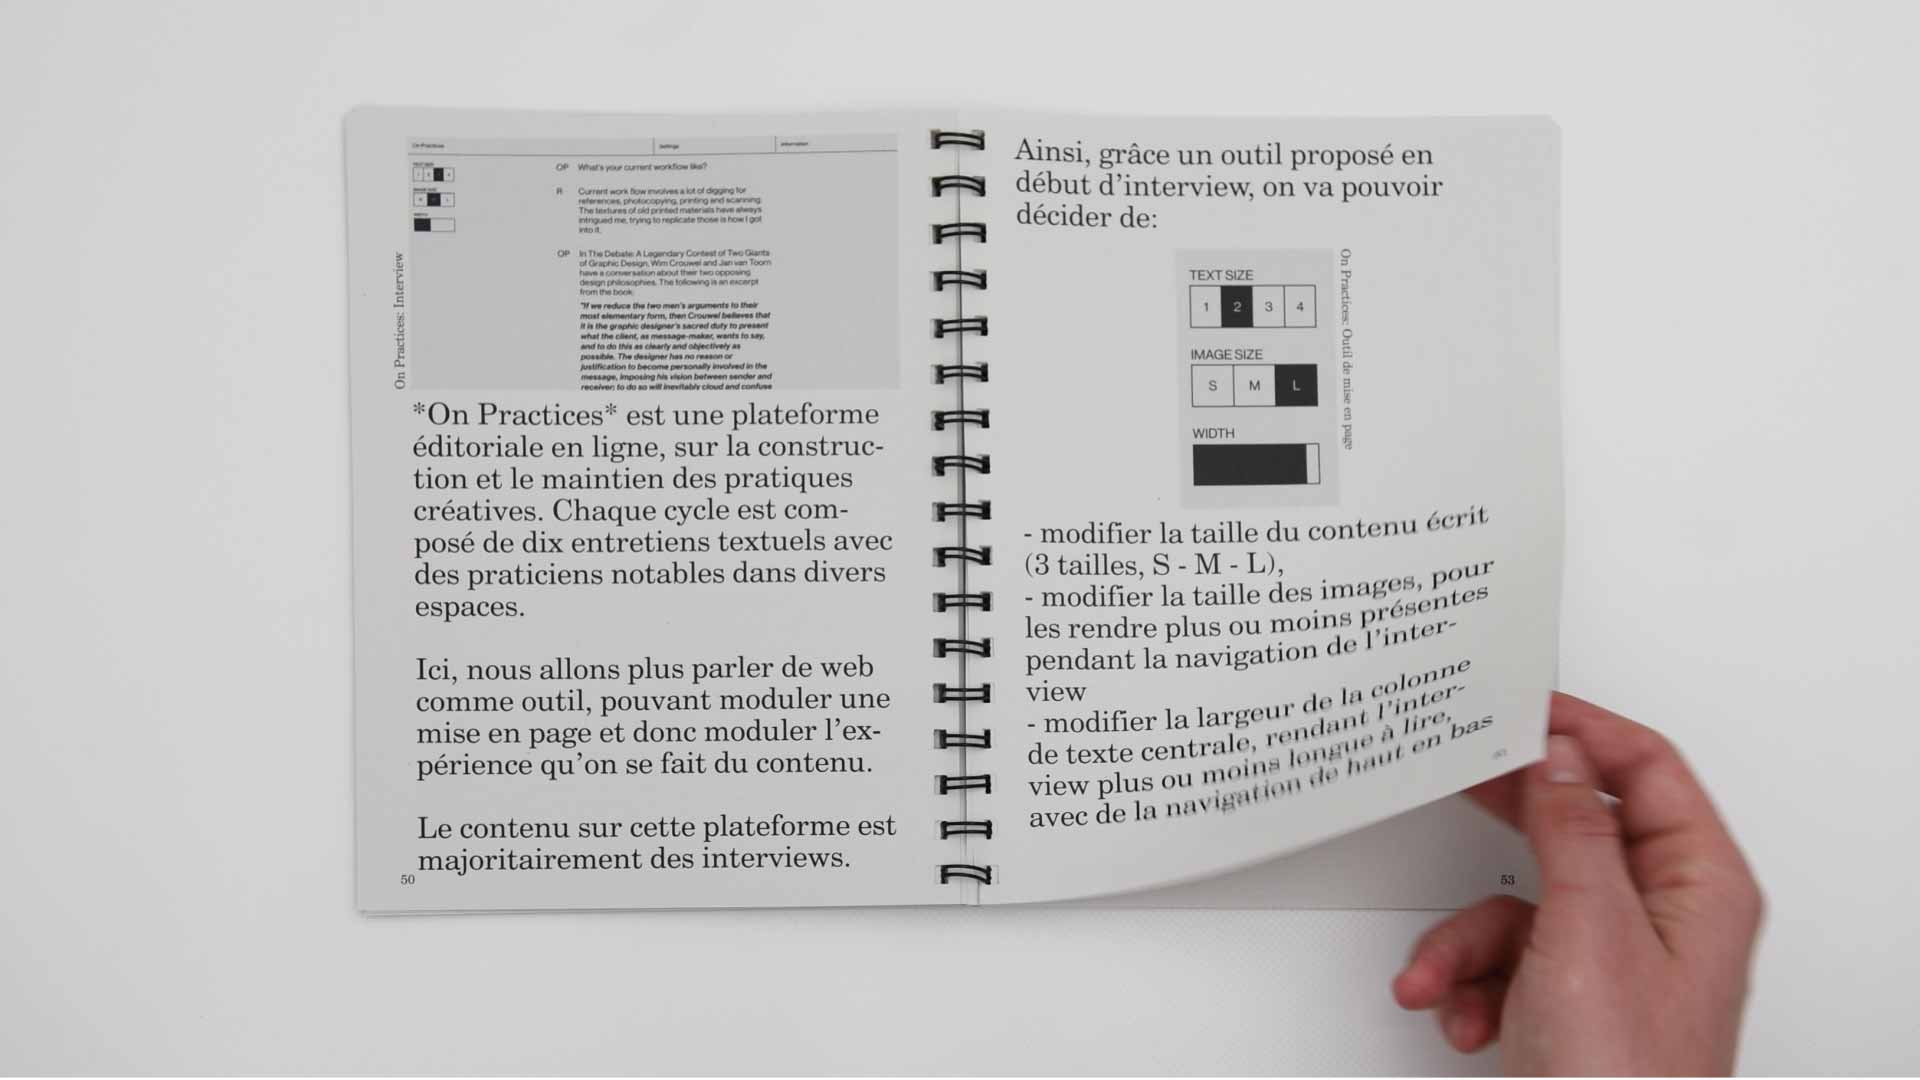 On Practices
Settings
Information
TEXT SIZE
IMAGE SIZE
WIDTH
OP What's your current workflow like?
R Current work flow involves a lot of digging for
references, photocopying, printing and scanning.
The textures of old printed materials have always
intrigued me, trying to replicate those is how I got
into it.
OP In The Debate: A Legendary Contest of Two Giants
of Graphic Design, Wim Crouwel and Jan van Toorn
have a conversation about their two opposing
design philosophies. The following is an excerpt
from the book:
"If we reduce the two men's arguments to their
most elementary form, then Crouwel believes that
it is the graphic designer's sacred duty to present
what the client, as message-maker, wants to say,
and to do this as clearly and objectively as
possible. The designer has no reason or
justification to become personally involved in the
message, imposing his vision between sender and
receiver; to do so will inevitably cloud and confuse
On Practices: Interview
*On Practices* est une plateforme
éditoriale en ligne, sur la construc-
tion et le maintien des pratiques
créatives. Chaque cycle est com-
posé de dix entretiens textuels avec
des praticiens notables dans divers
espaces.
Ici, nous allons plus parler de web
comme outil, pouvant moduler une
mise en page et donc moduler l'ex-
périence qu'on se fait du contenu.
Le contenu sur cette plateforme est
majoritairement des interviews.
50
Ainsi, grâce un outil proposé en
début d'interview, on va pouvoir
décider de:
TEXT SIZE
1 2 3 4
IMAGE SIZE
S M L
WIDTH
On Practices: Outil de mise en page
- modifier la taille du contenu écrit
(3 tailles, S - M - L),
- modifier la taille des images, pour
les rendre plus ou moins présentes
pendant la navigation de l'inter-
view
- modifier la largeur de la colonne
de texte centrale, rendant l'inter-
view plus ou moins longue à lire,
avec de la navigation de haut en bas
53